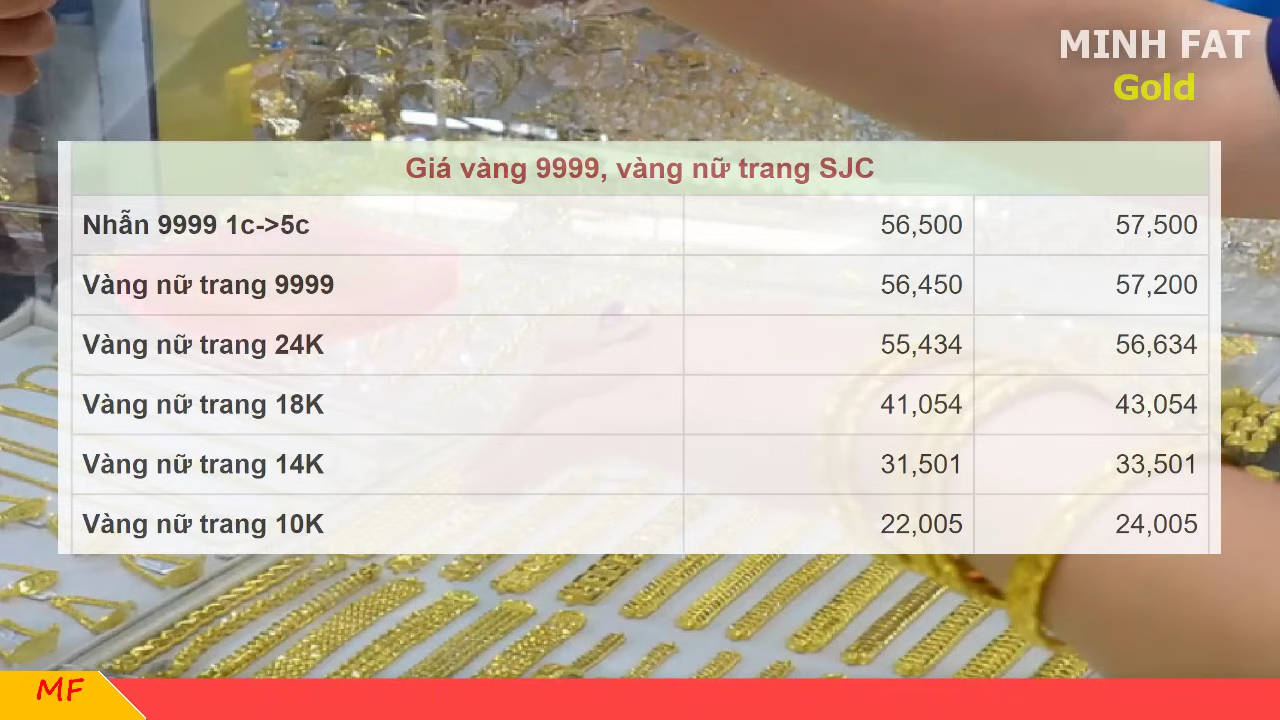 MINH FAT
Gold
Giá vàng 9999, vàng nữ trang SJC
Nhẫn 9999 1c->5c 56,500 57,500
Vàng nữ trang 9999 56,450 57,200
Vàng nữ trang 24K 55,434 56,634
Vàng nữ trang 18K 41,054 43,054
Vàng nữ trang 14K 31,501 33,501
Vàng nữ trang 10K 22,005 24,005
MF